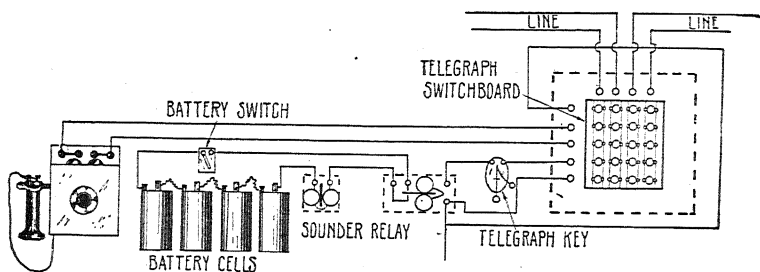 LINE LINE
TELEGRAPH
SWITCHBOARD
BATTERY SWITCH
SOUNDER RELAY
TELEGRAPH KEY
BATTERY CELLS